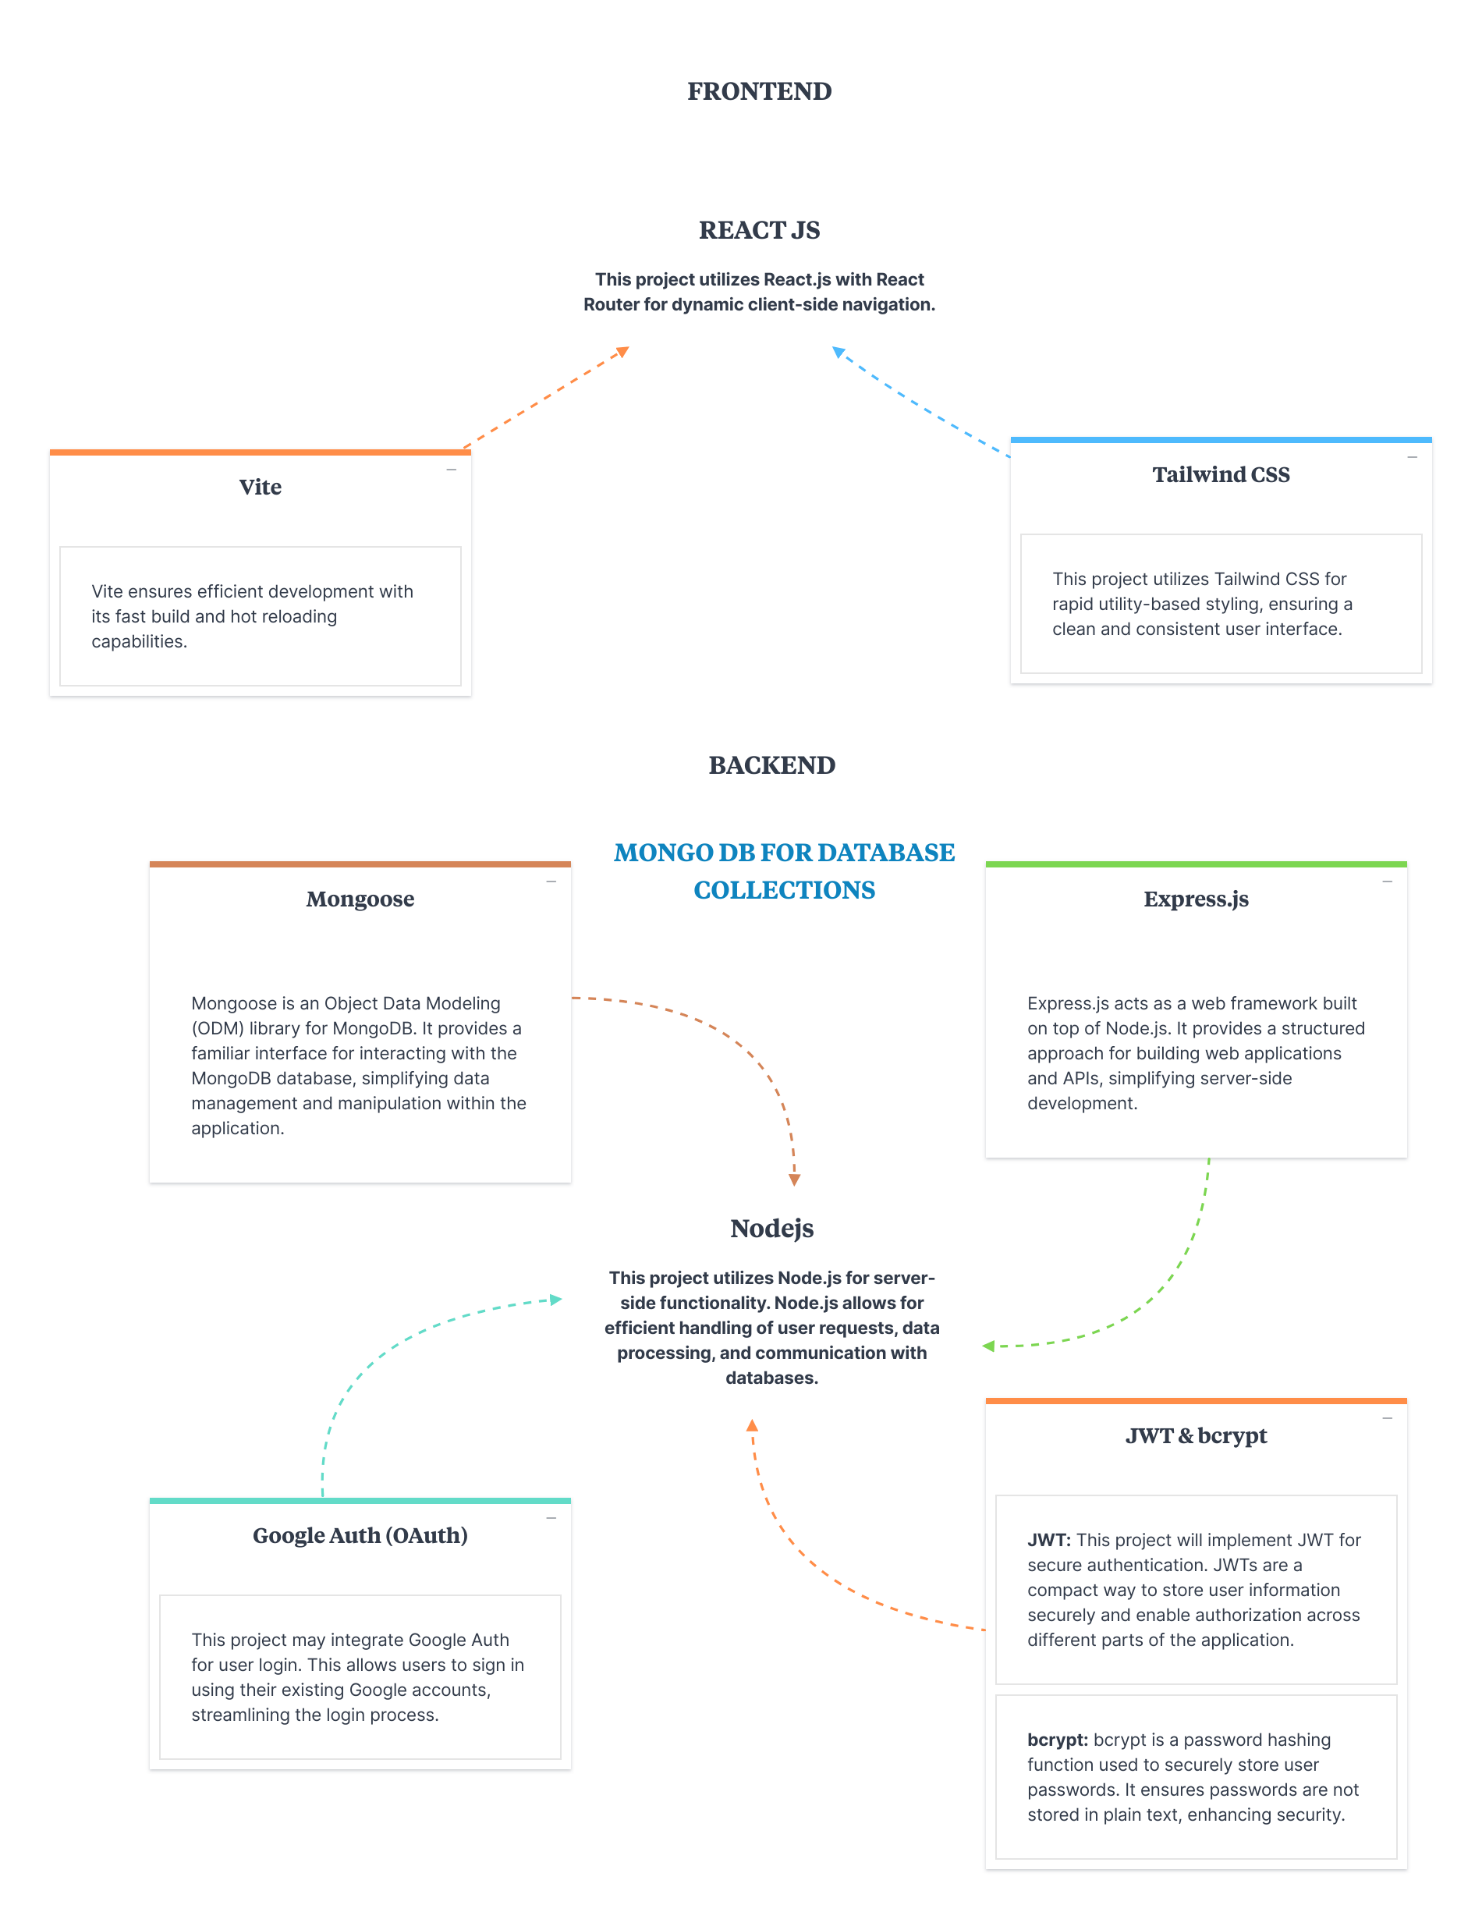 FRONTEND
REACT JS
This project utilizes React.js with React
Router for dynamic client-side navigation.
Vite
Vite ensures efficient development with
its fast build and hot reloading
capabilities.
Tailwind CSS
This project utilizes Tailwind CSS for
rapid utility-based styling, ensuring a
clean and consistent user interface.
BACKEND
MONGO DB FOR DATABASE
COLLECTIONS
Mongoose
Mongoose is an Object Data Modeling
(ODM) library for MongoDB. It provides a
familiar interface for interacting with the
MongoDB database, simplifying data
management and manipulation within the
application.
Express.js
Express.js acts as a web framework built
on top of Node.js. It provides a structured
approach for building web applications
and APIs, simplifying server-side
development.
Nodejs
This project utilizes Node.js for server-
side functionality. Node.js allows for
efficient handling of user requests, data
processing, and communication with
databases.
Google Auth (OAuth)
This project may integrate Google Auth
for user login. This allows users to sign in
using their existing Google accounts,
streamlining the login process.
JWT & bcrypt
JWT: This project will implement JWT for
secure authentication. JWTs are a
compact way to store user information
securely and enable authorization across
different parts of the application.
bcrypt: bcrypt is a password hashing
function used to securely store user
passwords. It ensures passwords are not
stored in plain text, enhancing security.